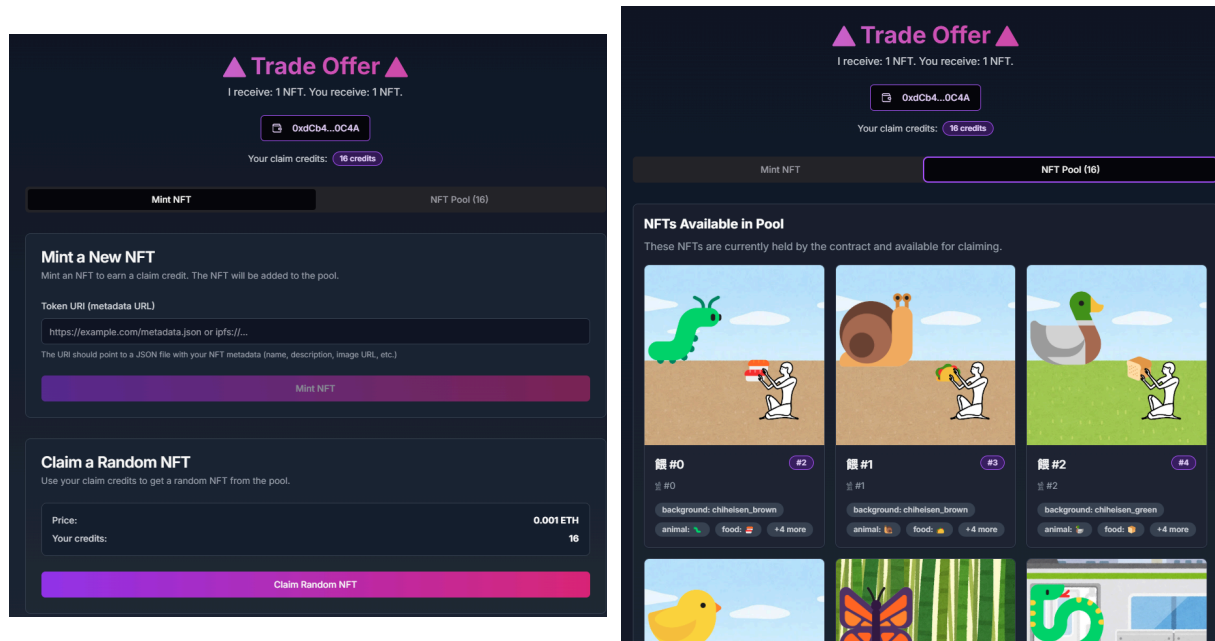 Trade Offer
I receive: 1 NFT. You receive: 1 NFT.
0xdCb4...0C4A
Your claim credits: 16 credits
Mint NFT
NFT Pool (16)
Mint a New NFT
Mint an NFT to earn a claim credit. The NFT will be added to the pool.
Token URI (metadata URL)
https://example.com/metadata.json or ipfs://...
The URI should point to a JSON file with your NFT metadata (name, description, image URL, etc.)
Mint NFT
Claim a Random NFT
Use your claim credits to get a random NFT from the pool.
Price: 0.001 ETH
Your credits: 16
Claim Random NFT
Trade Offer
I receive: 1 NFT. You receive: 1 NFT.
0xdCb4...0C4A
Your claim credits: 16 credits
Mint NFT
NFT Pool (16)
NFTs Available in Pool
These NFTs are currently held by the contract and available for claiming.
餵 #0 #2
#0
background: chiheisen_brown
animal: food: +4 more
餵 #1 #3
#1
background: chiheisen_brown
animal: food: +4 more
餵 #2 #4
#2
background: chiheisen_green
animal: food: +4 more